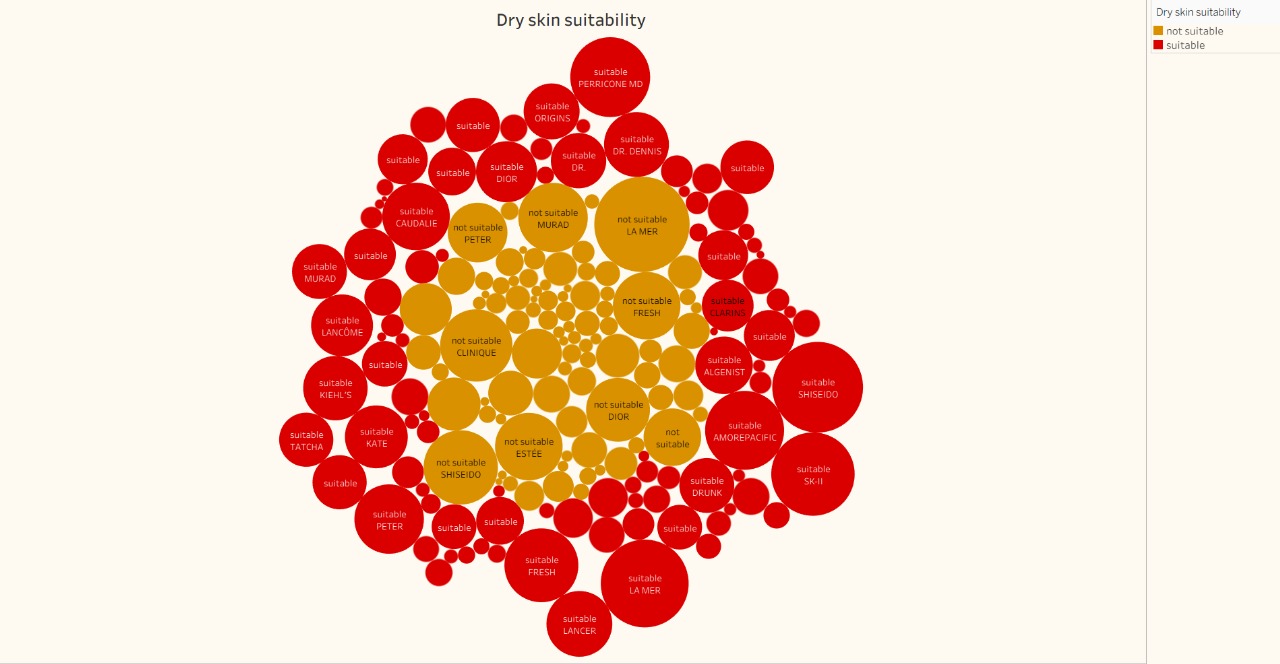 Dry skin suitability
Dry skin suitability
not suitable
suitable
suitable
PERRICONE MD
suitable
ORIGINS
suitable
suitable
DR. DENNIS
suitable
suitable
DR.
suitable
suitable
DIOR
suitable
suitable
CAUDALIE
not suitable
MURAD
not suitable
LA MER
not suitable
PETER
suitable
suitable
suitable
MURAD
not suitable
FRESH
suitable
CLARINS
suitable
LANCÔME
suitable
not suitable
CLINIQUE
suitable
suitable
ALGENIST
suitable
SHISEIDO
suitable
KIEHL'S
not suitable
DIOR
suitable
AMOREPACIFIC
suitable
TATCHA
suitable
KATE
not
suitable
not suitable
ESTÉE
not suitable
SHISEIDO
suitable
SK-II
suitable
suitable
DRUNK
suitable
PETER
suitable
suitable
suitable
suitable
FRESH
suitable
LA MER
suitable
LANCER